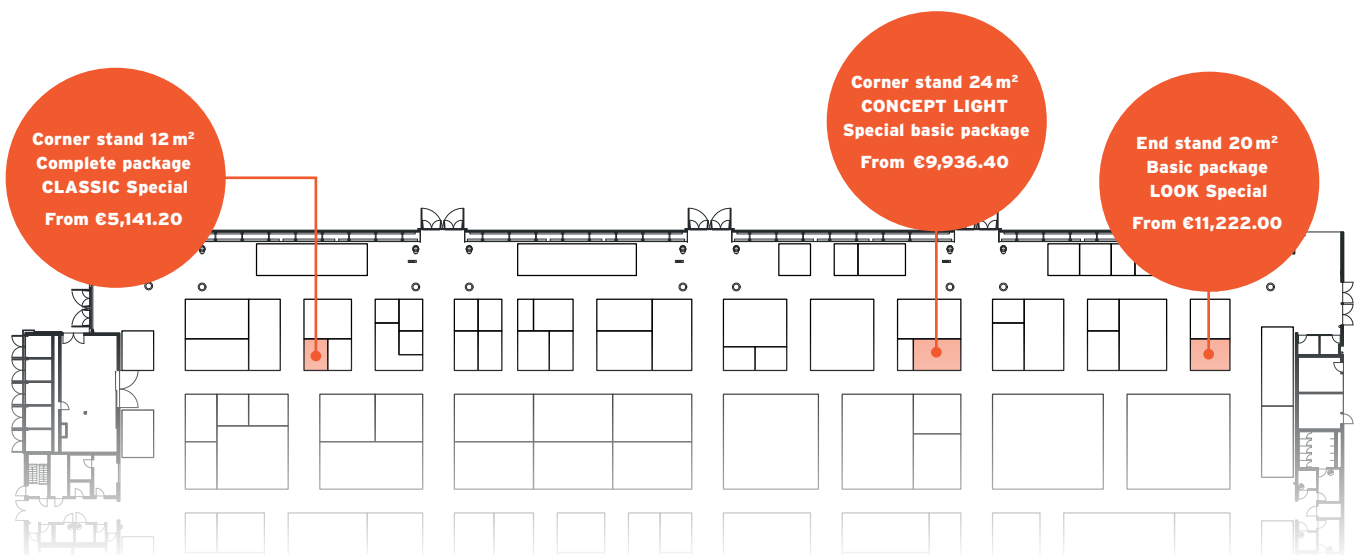 Corner stand 12 m²
Complete package
CLASSIC Special
From €5,141.20
Corner stand 24 m²
CONCEPT LIGHT
Special basic package
From €9,936.40
End stand 20 m²
Basic package
LOOK Special
From €11,222.00